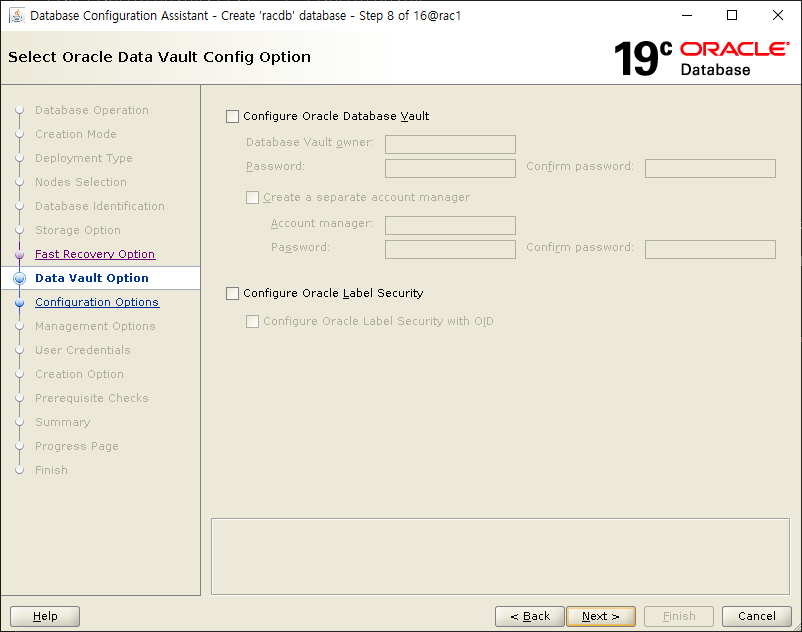 Database Configuration Assistant - Create 'racdb' database - Step 8 of 16@rac1
Select Oracle Data Vault Config Option
19c ORACLE
Database
Database Operation
Creation Mode
Deployment Type
Nodes Selection
Database Identification
Storage Option
Fast Recovery Option
Data Vault Option
Configuration Options
Management Options
User Credentials
Creation Option
Prerequisite Checks
Summary
Progress Page
Finish
Configure Oracle Database Vault
Database Vault owner:
Password: Confirm password:
Create a separate account manager
Account manager:
Password: Confirm password:
Configure Oracle Label Security
Configure Oracle Label Security with OID
Help < Back Next > Finish Cancel